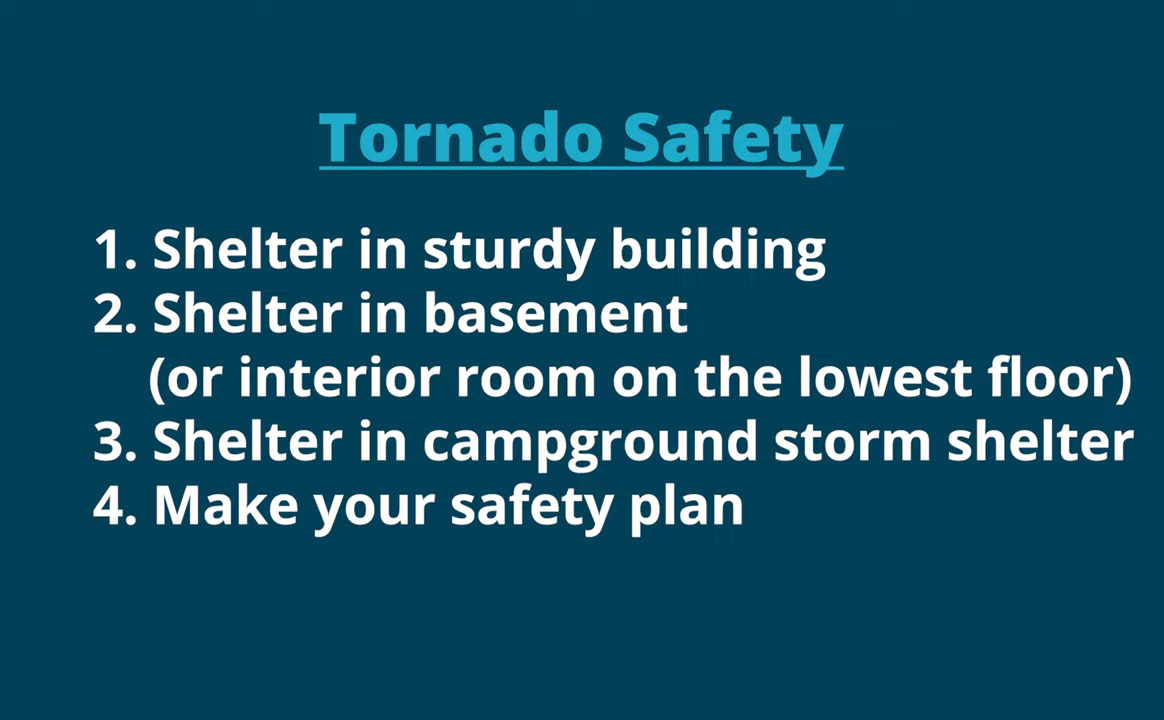 Tornado Safety
1. Shelter in sturdy building
2. Shelter in basement
(or interior room on the lowest floor)
3. Shelter in campground storm shelter
4. Make your safety plan